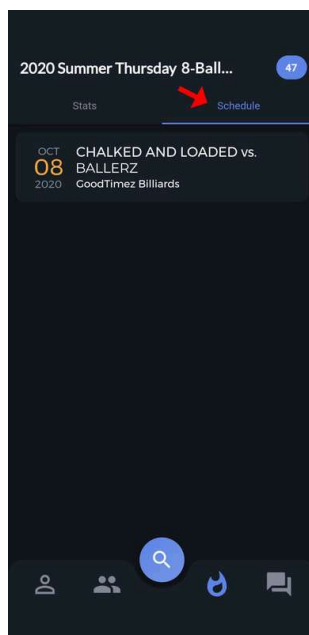 2020 Summer Thursday 8-Ball...
47
Stats
Schedule
OCT
08
2020
CHALKED AND LOADED vs.
BALLERZ
GoodTimez Billiards